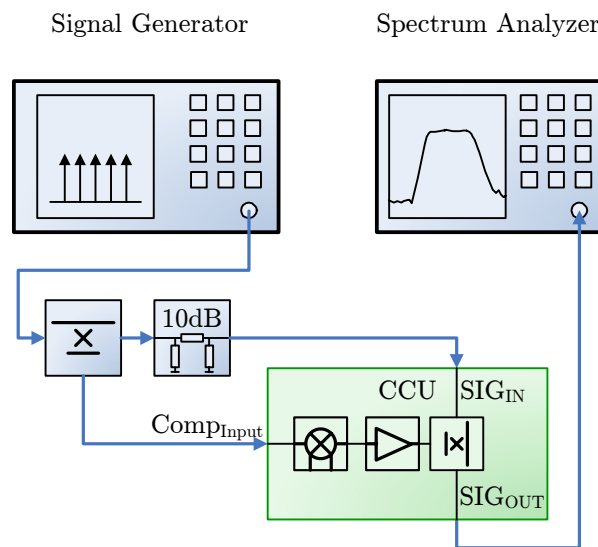 Signal Generator
Spectrum Analyzer
10dB
CCU
SIG_IN
Comp_Input
SIG_OUT